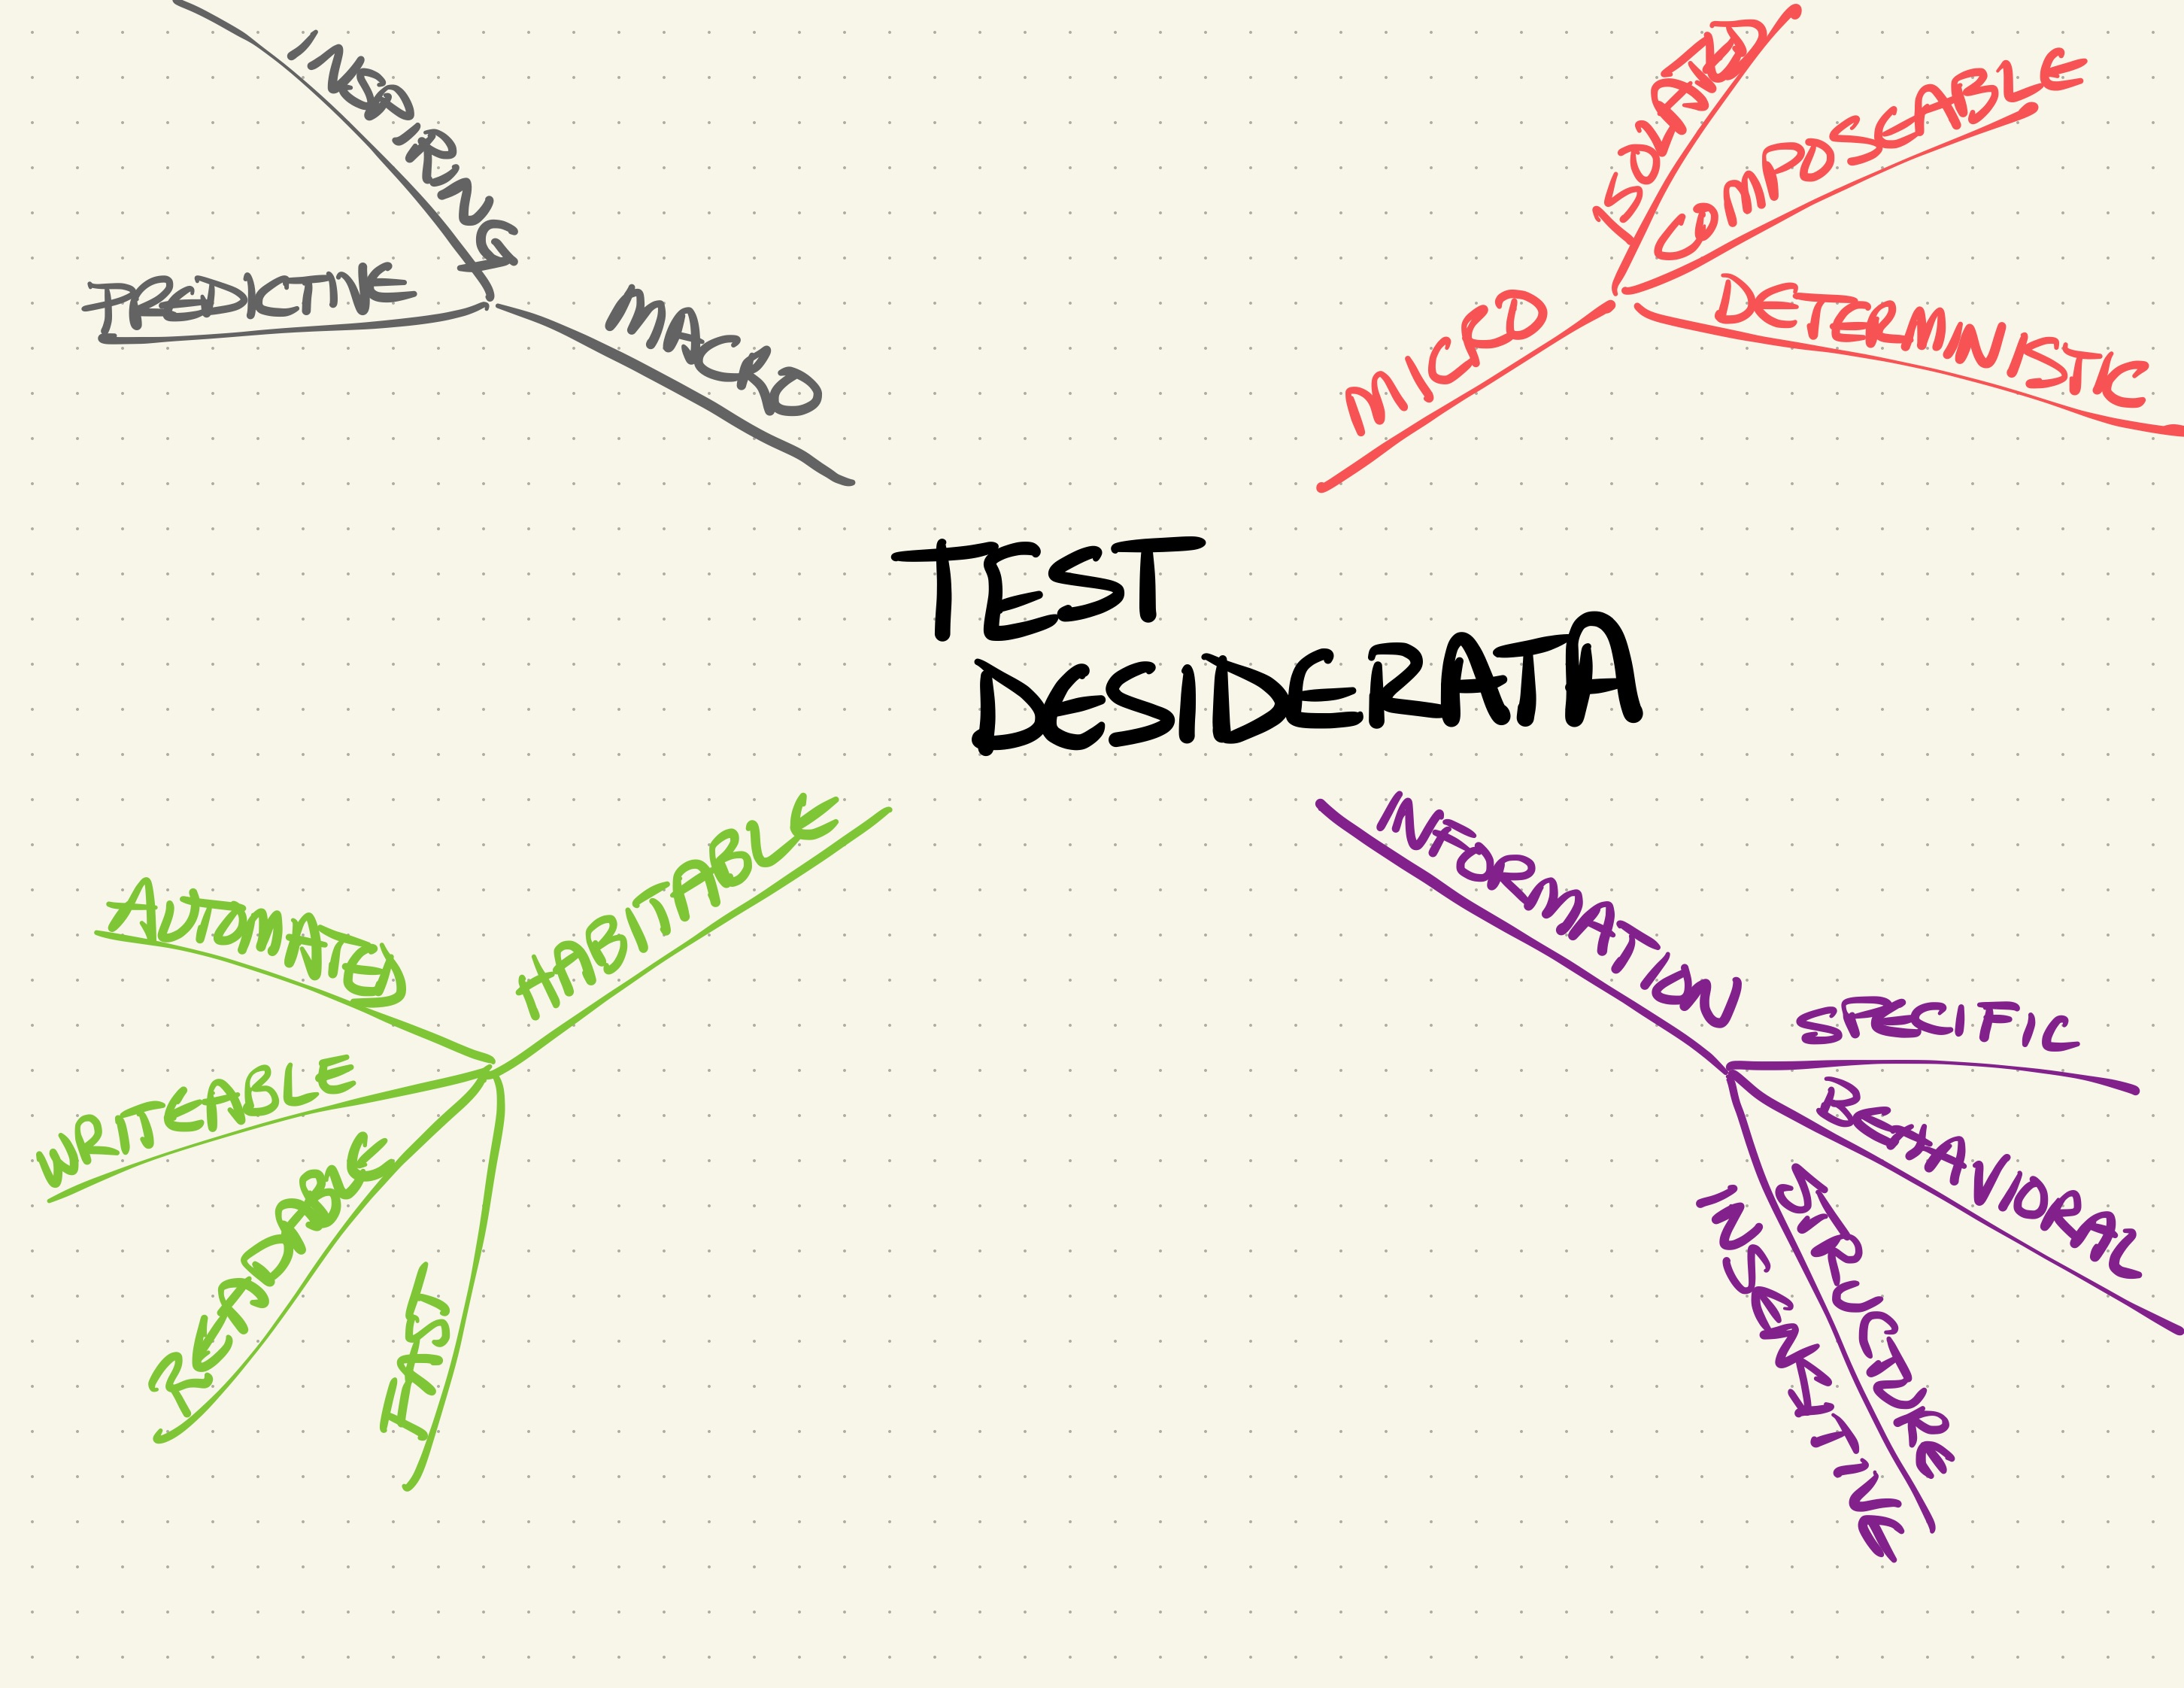 INSPIRING
PREDICTIVE
MACRO
ISOLATED
COMPOSEABLE
DETERMINISTIC
MICRO
TEST
DESIDERATA
HABITABLE
AUTOMATED
WRITEABLE
READABLE
FAST
INFORMATION
SPECIFIC
BEHAVIORAL
STRUCTURE
INSENSITIVE